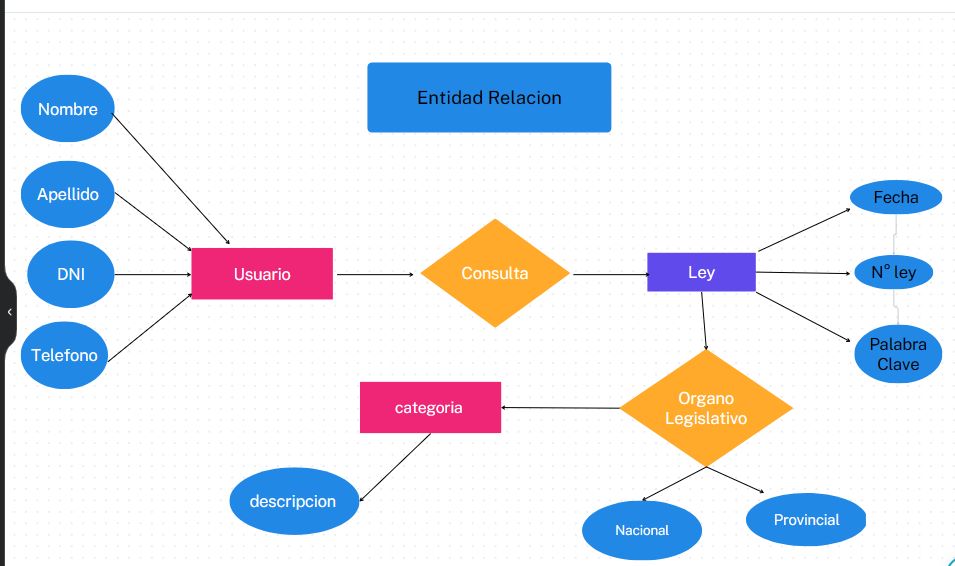 Entidad Relacion
Nombre
Apellido
DNI
Telefono
Usuario
Consulta
Ley
Fecha
N° ley
Palabra
Clave
Organo
Legislativo
categoria
descripcion
Nacional
Provincial